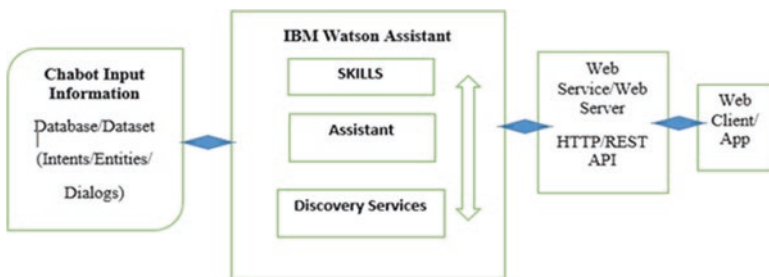 Chabot Input
Information
Database/Dataset
(Intents/Entities/
Dialogs)
IBM Watson Assistant
SKILLS
Assistant
Discovery Services
Web
Service/Web
Server
HTTP/REST
API
Web
Client/
App